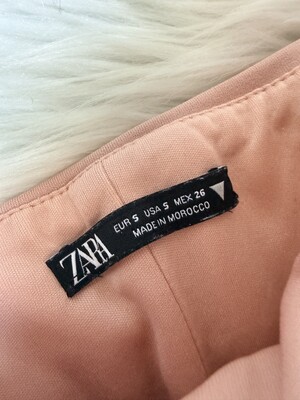 ZARA
EUR S USA S MEX 26
MADE IN MOROCCO